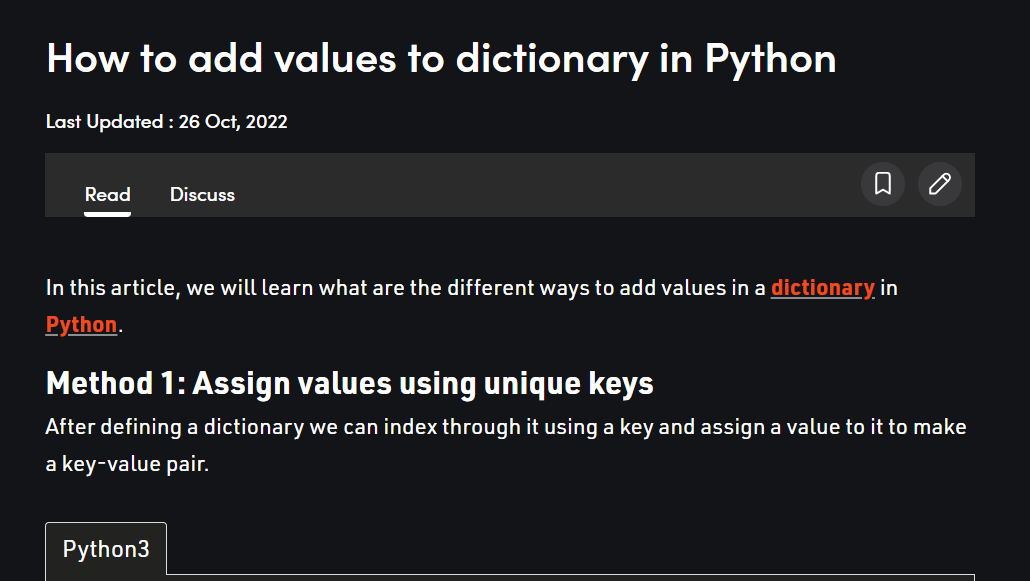 How to add values to dictionary in Python
Last Updated : 26 Oct, 2022
Read Discuss
In this article, we will learn what are the different ways to add values in a dictionary in
Python.
Method 1: Assign values using unique keys
After defining a dictionary we can index through it using a key and assign a value to it to make
a key-value pair.
Python3